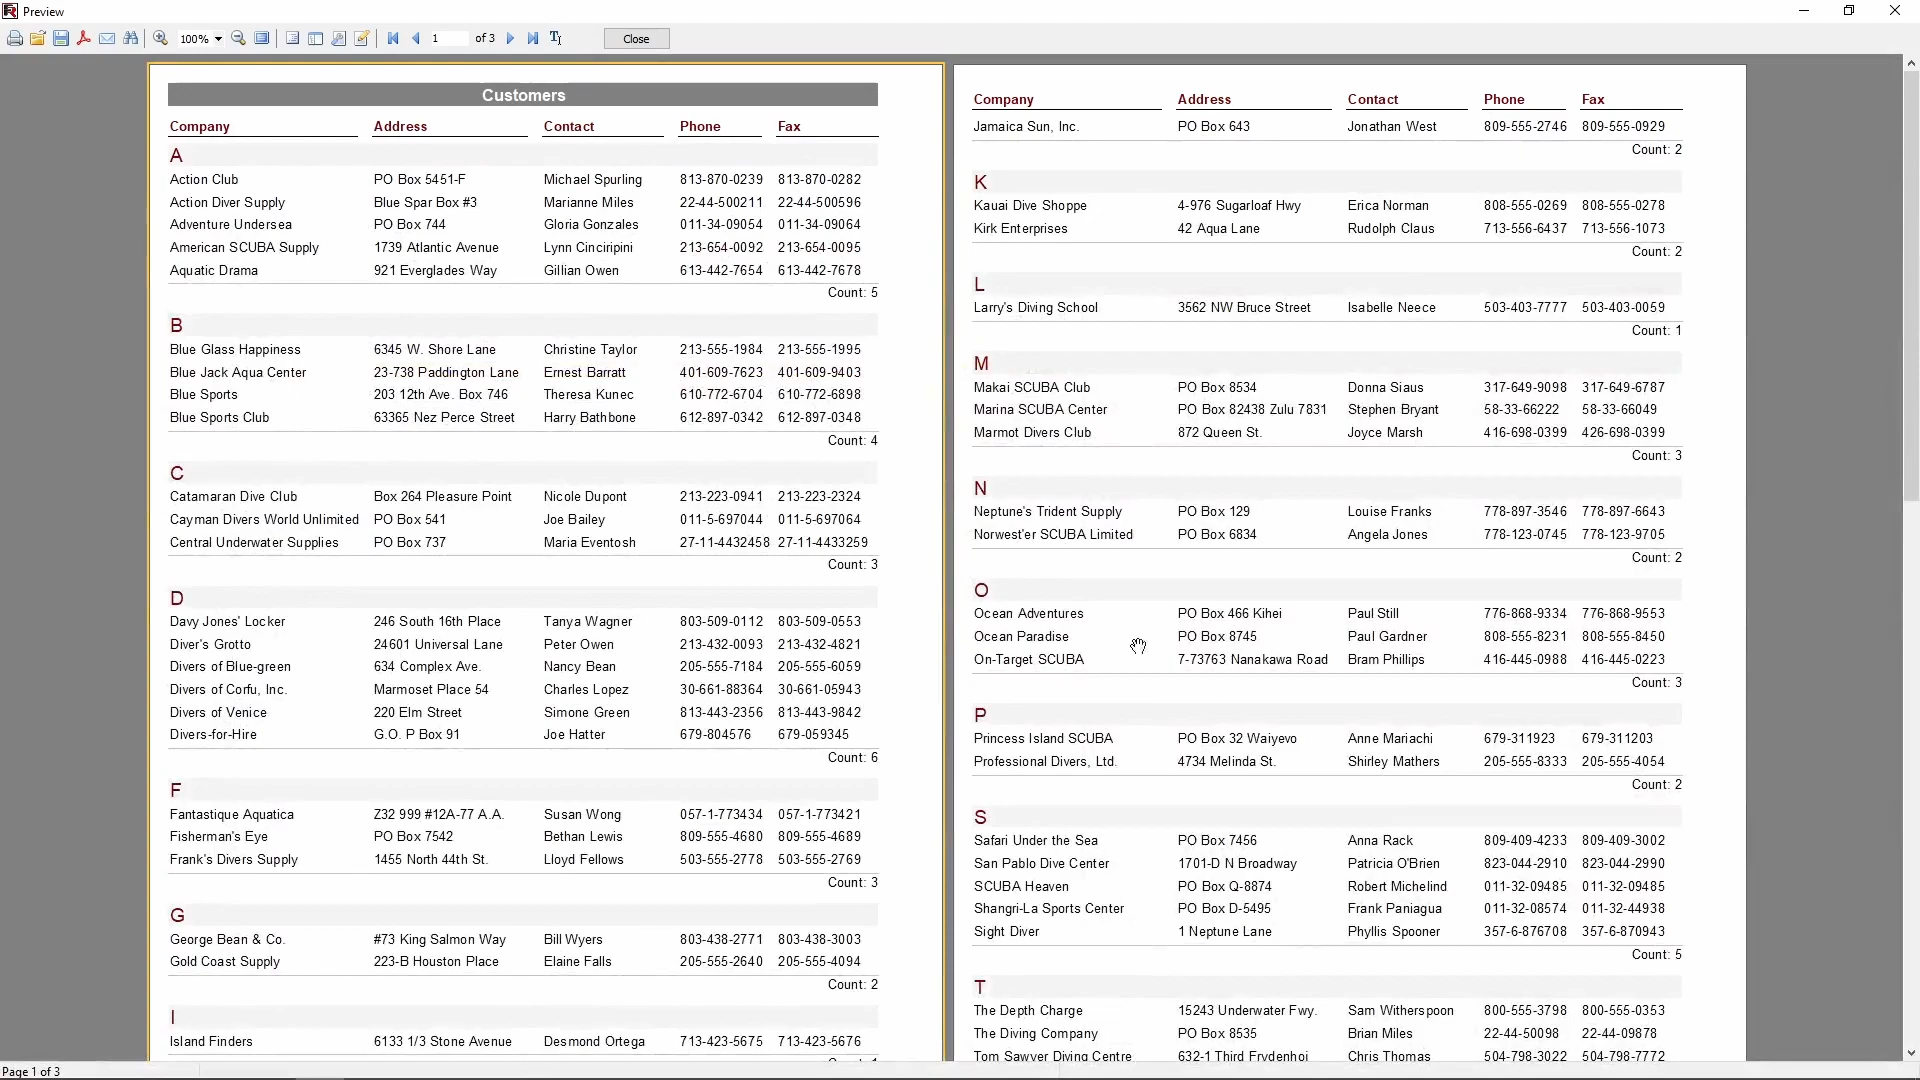 Preview
100%
1 of 3
Close
Customers
Company Address Contact Phone Fax
A
Action Club PO Box 5451-F Michael Spurling 813-870-0239 813-870-0282
Action Diver Supply Blue Spar Box #3 Marianne Miles 22-44-500211 22-44-500596
Adventure Undersea PO Box 744 Gloria Gonzales 011-34-09054 011-34-09064
American SCUBA Supply 1739 Atlantic Avenue Lynn Cinciripini 213-654-0092 213-654-0095
Aquatic Drama 921 Everglades Way Gillian Owen 613-442-7654 613-442-7678
Count: 5
B
Blue Glass Happiness 6345 W. Shore Lane Christine Taylor 213-555-1984 213-555-1995
Blue Jack Aqua Center 23-738 Paddington Lane Ernest Barratt 401-609-7623 401-609-9403
Blue Sports 203 12th Ave. Box 746 Theresa Kunec 610-772-6704 610-772-6898
Blue Sports Club 63365 Nez Perce Street Harry Bathbone 612-897-0342 612-897-0348
Count: 4
C
Catamaran Dive Club Box 264 Pleasure Point Nicole Dupont 213-223-0941 213-223-2324
Cayman Divers World Unlimited PO Box 541 Joe Bailey 011-5-697044 011-5-697064
Central Underwater Supplies PO Box 737 Maria Eventosh 27-11-4432458 27-11-4433259
Count: 3
D
Davy Jones' Locker 246 South 16th Place Tanya Wagner 803-509-0112 803-509-0553
Diver's Grotto 24601 Universal Lane Peter Owen 213-432-0093 213-432-4821
Divers of Blue-green 634 Complex Ave. Nancy Bean 205-555-7184 205-555-6059
Divers of Corfu, Inc. Marmoset Place 54 Charles Lopez 30-661-88364 30-661-05943
Divers of Venice 220 Elm Street Simone Green 813-443-2356 813-443-9842
Divers-for-Hire G.O. P Box 91 Joe Hatter 679-804576 679-059345
Count: 6
F
Fantastique Aquatica Z32 999 #12A-77 A.A. Susan Wong 057-1-773434 057-1-773421
Fisherman's Eye PO Box 7542 Bethan Lewis 809-555-4680 809-555-4689
Frank's Divers Supply 1455 North 44th St. Lloyd Fellows 503-555-2778 503-555-2769
Count: 3
G
George Bean & Co. #73 King Salmon Way Bill Wyers 803-438-2771 803-438-3003
Gold Coast Supply 223-B Houston Place Elaine Falls 205-555-2640 205-555-4094
Count: 2
I
Island Finders 6133 1/3 Stone Avenue Desmond Ortega 713-423-5675 713-423-5676
Company Address Contact Phone Fax
Jamaica Sun, Inc. PO Box 643 Jonathan West 809-555-2746 809-555-0929
Count: 2
K
Kauai Dive Shoppe 4-976 Sugarloaf Hwy Erica Norman 808-555-0269 808-555-0278
Kirk Enterprises 42 Aqua Lane Rudolph Claus 713-556-6437 713-556-1073
Count: 2
L
Larry's Diving School 3562 NW Bruce Street Isabelle Neece 503-403-7777 503-403-0059
Count: 1
M
Makai SCUBA Club PO Box 8534 Donna Siaus 317-649-9098 317-649-6787
Marina SCUBA Center PO Box 82438 Zulu 7831 Stephen Bryant 58-33-66222 58-33-66049
Marmot Divers Club 872 Queen St. Joyce Marsh 416-698-0399 426-698-0399
Count: 3
N
Neptune's Trident Supply PO Box 129 Louise Franks 778-897-3546 778-897-6643
Norwest'er SCUBA Limited PO Box 6834 Angela Jones 778-123-0745 778-123-9705
Count: 2
O
Ocean Adventures PO Box 466 Kihei Paul Still 776-868-9334 776-868-9553
Ocean Paradise PO Box 8745 Paul Gardner 808-555-8231 808-555-8450
On-Target SCUBA 7-73763 Nanakawa Road Bram Phillips 416-445-0988 416-445-0223
Count: 3
P
Princess Island SCUBA PO Box 32 Waiyevo Anne Mariachi 679-311923 679-311203
Professional Divers, Ltd. 4734 Melinda St. Shirley Mathers 205-555-8333 205-555-4054
Count: 2
S
Safari Under the Sea PO Box 7456 Anna Rack 809-409-4233 809-409-3002
San Pablo Dive Center 1701-D N Broadway Patricia O'Brien 823-044-2910 823-044-2990
SCUBA Heaven PO Box Q-8874 Robert Michelind 011-32-09485 011-32-09485
Shangri-La Sports Center PO Box D-5495 Frank Paniagua 011-32-08574 011-32-44938
Sight Diver 1 Neptune Lane Phyllis Spooner 357-6-876708 357-6-870943
Count: 5
T
The Depth Charge 15243 Underwater Fwy. Sam Witherspoon 800-555-3798 800-555-0353
The Diving Company PO Box 8535 Brian Miles 22-44-50098 22-44-09878
Tom Sawyer Diving Centre 632-1 Third Frydenhoj Chris Thomas 504-798-3022 504-798-7772
Page 1 of 3